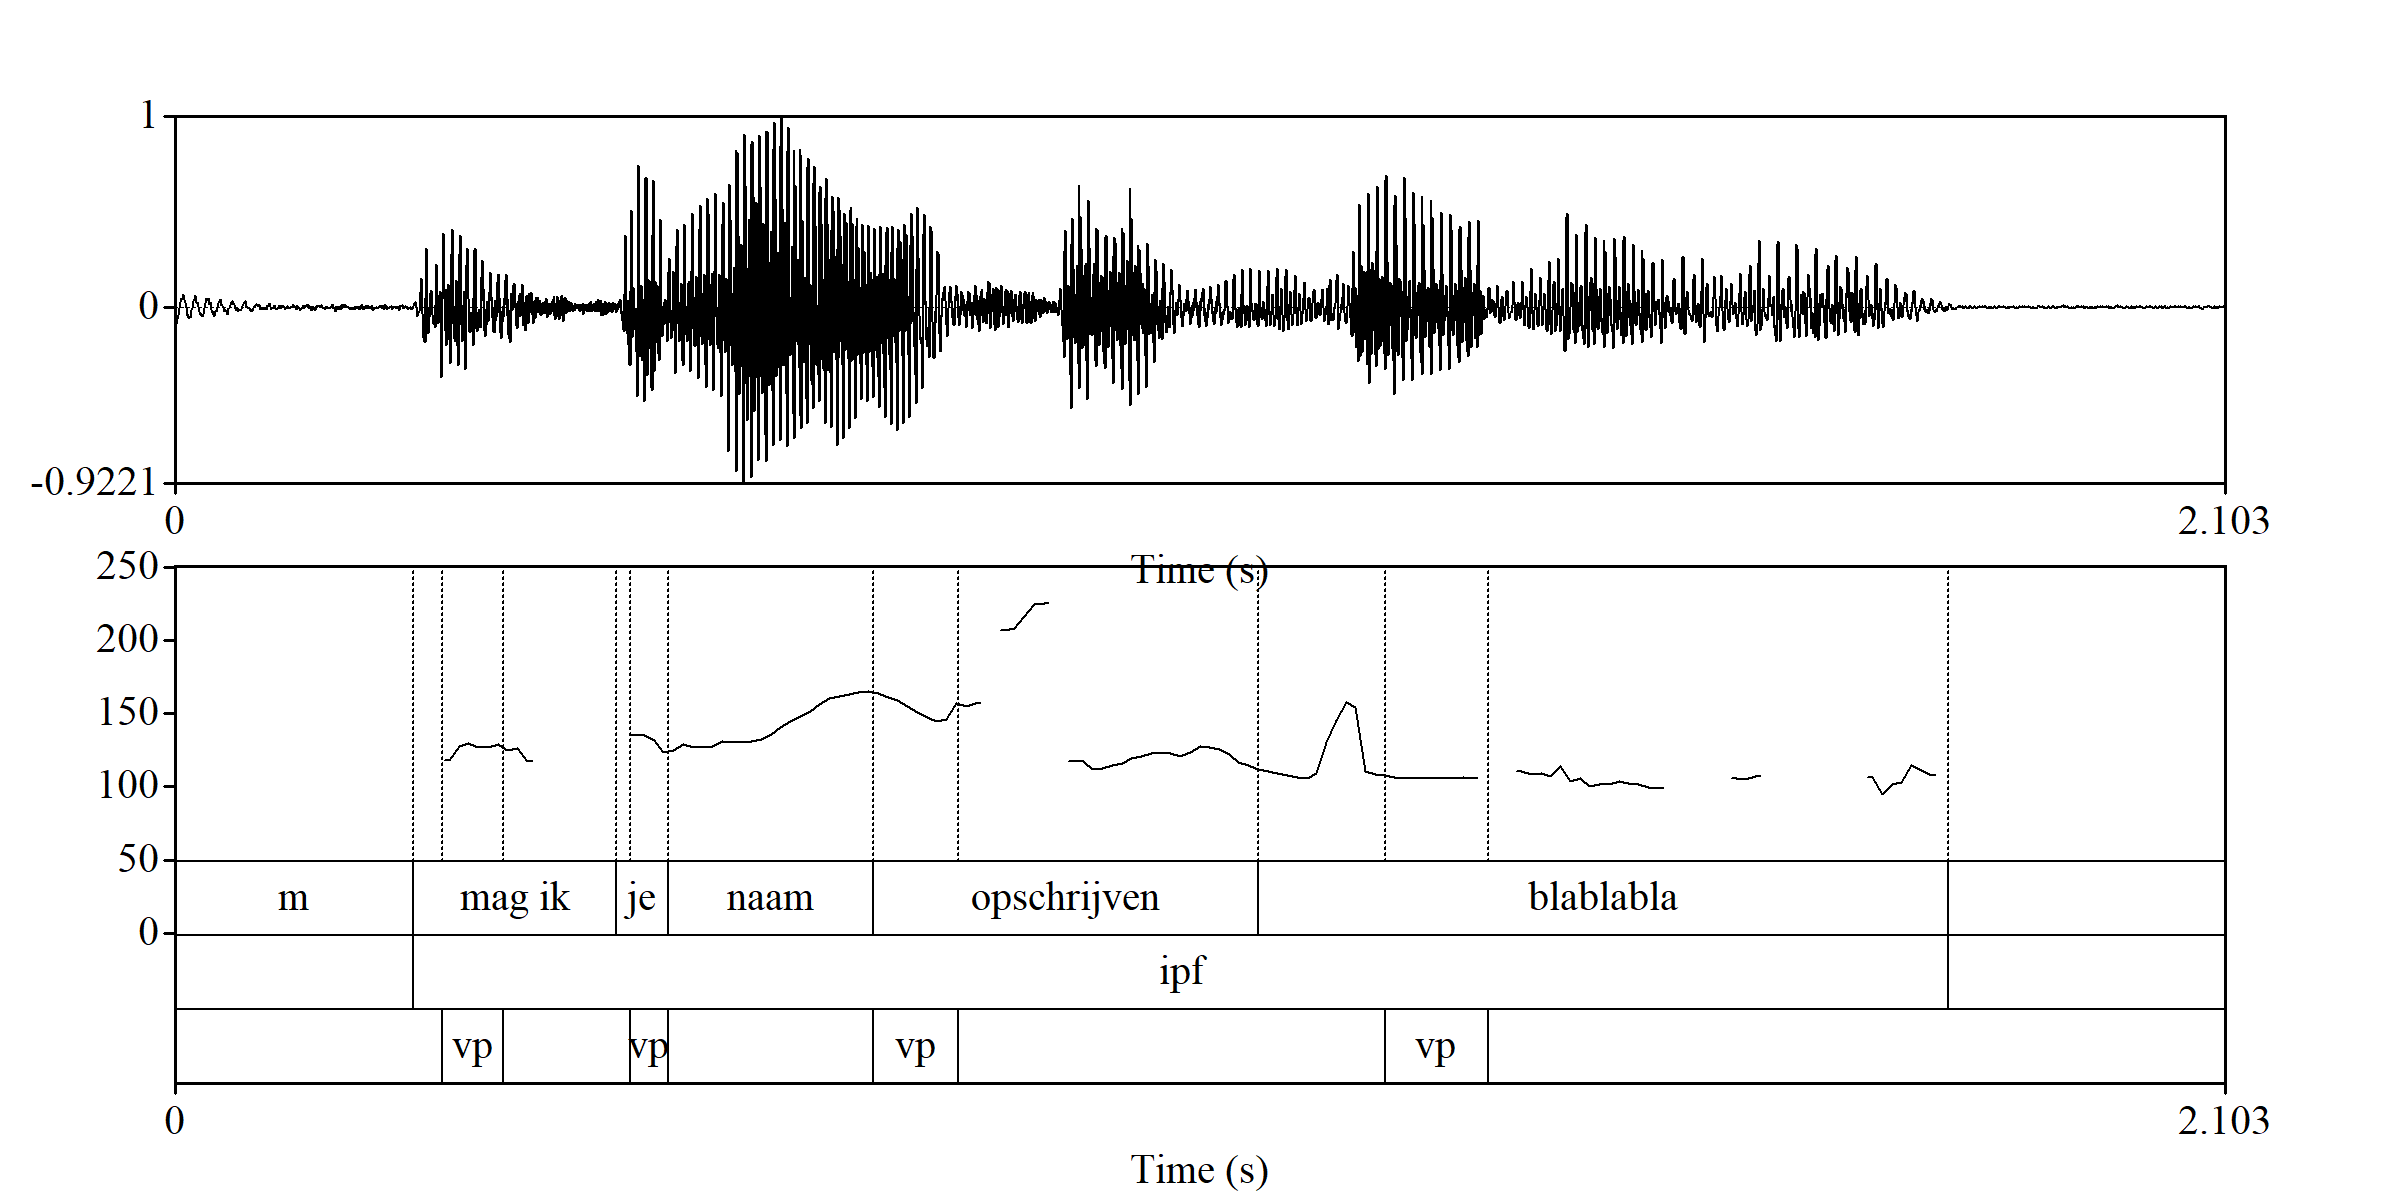 1
0
-0.9221
0 2.103
Time (s)
250
200
150
100
50
m mag ik je naam opschrijven blablabla
0
ipf
vp vp vp vp
0 2.103
Time (s)